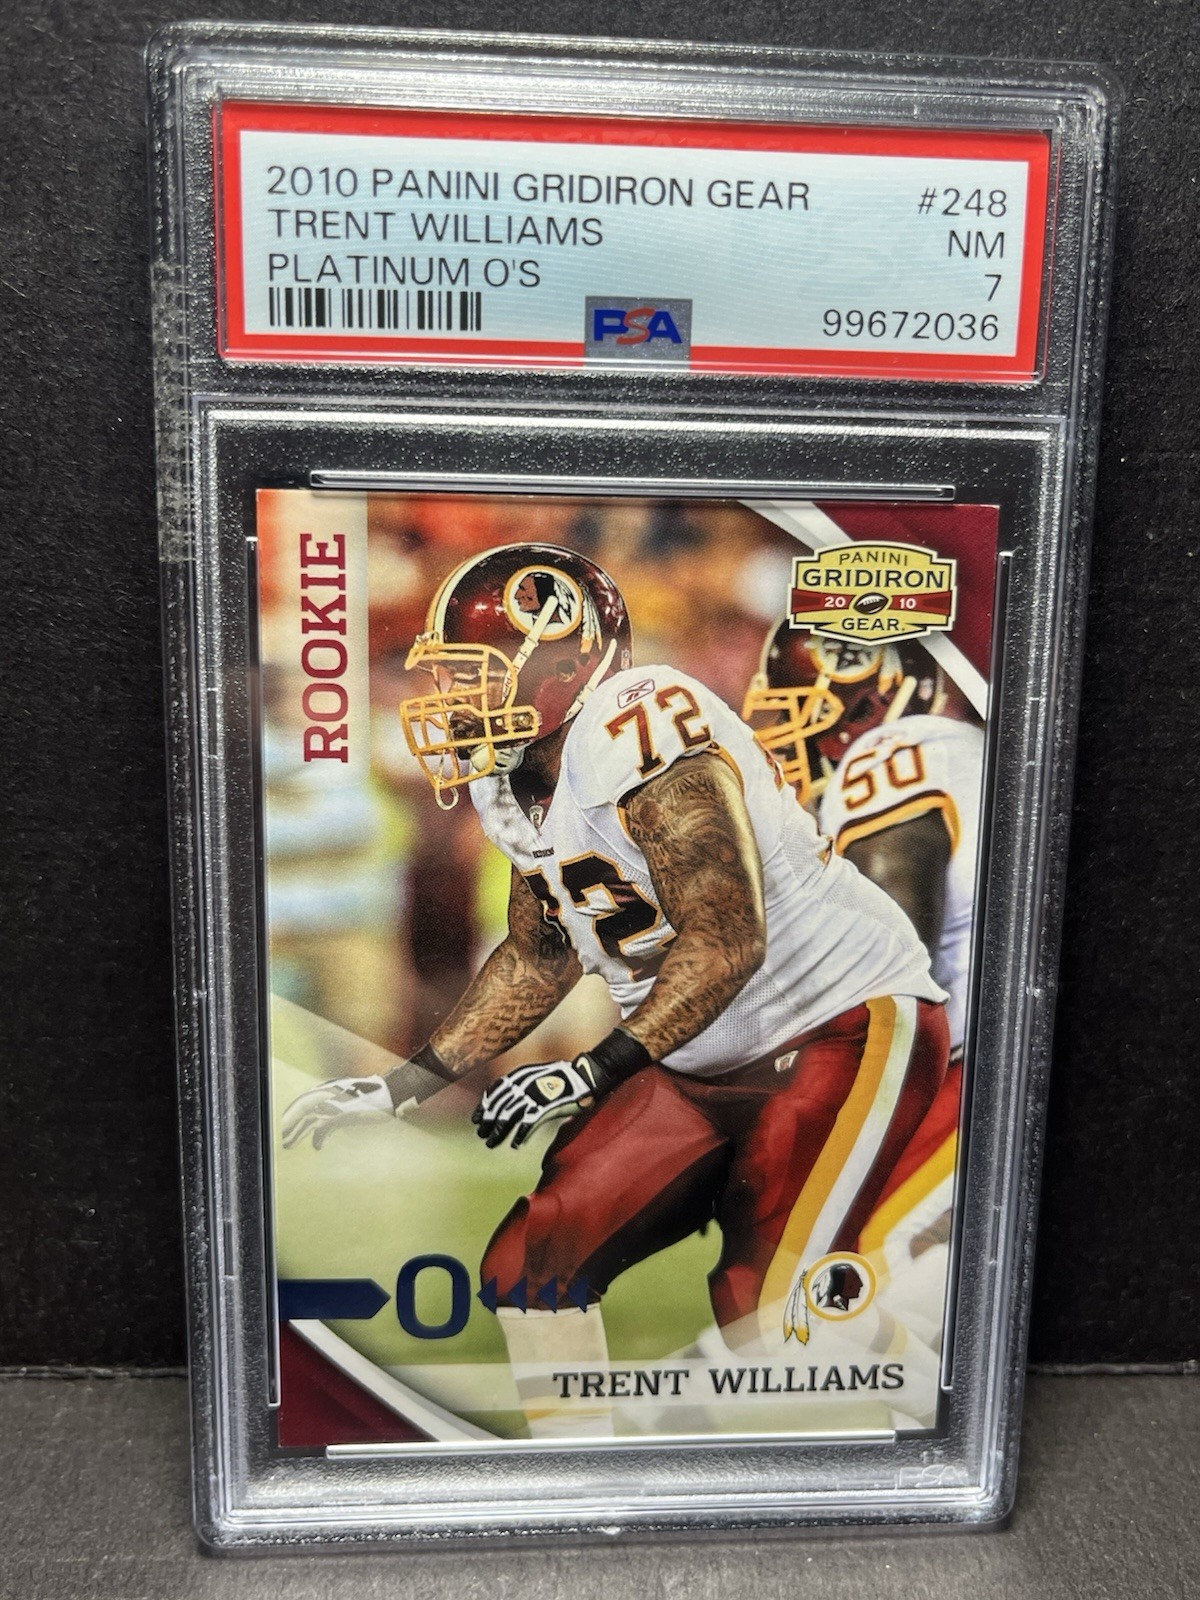 2010 PANINI GRIDIRON GEAR #248
TRENT WILLIAMS NM
PLATINUM O'S 7
PSA 99672036
ROOKIE
PANINI
GRIDIRON
20 10
GEAR.
72
50
72
O
TRENT WILLIAMS
PSA